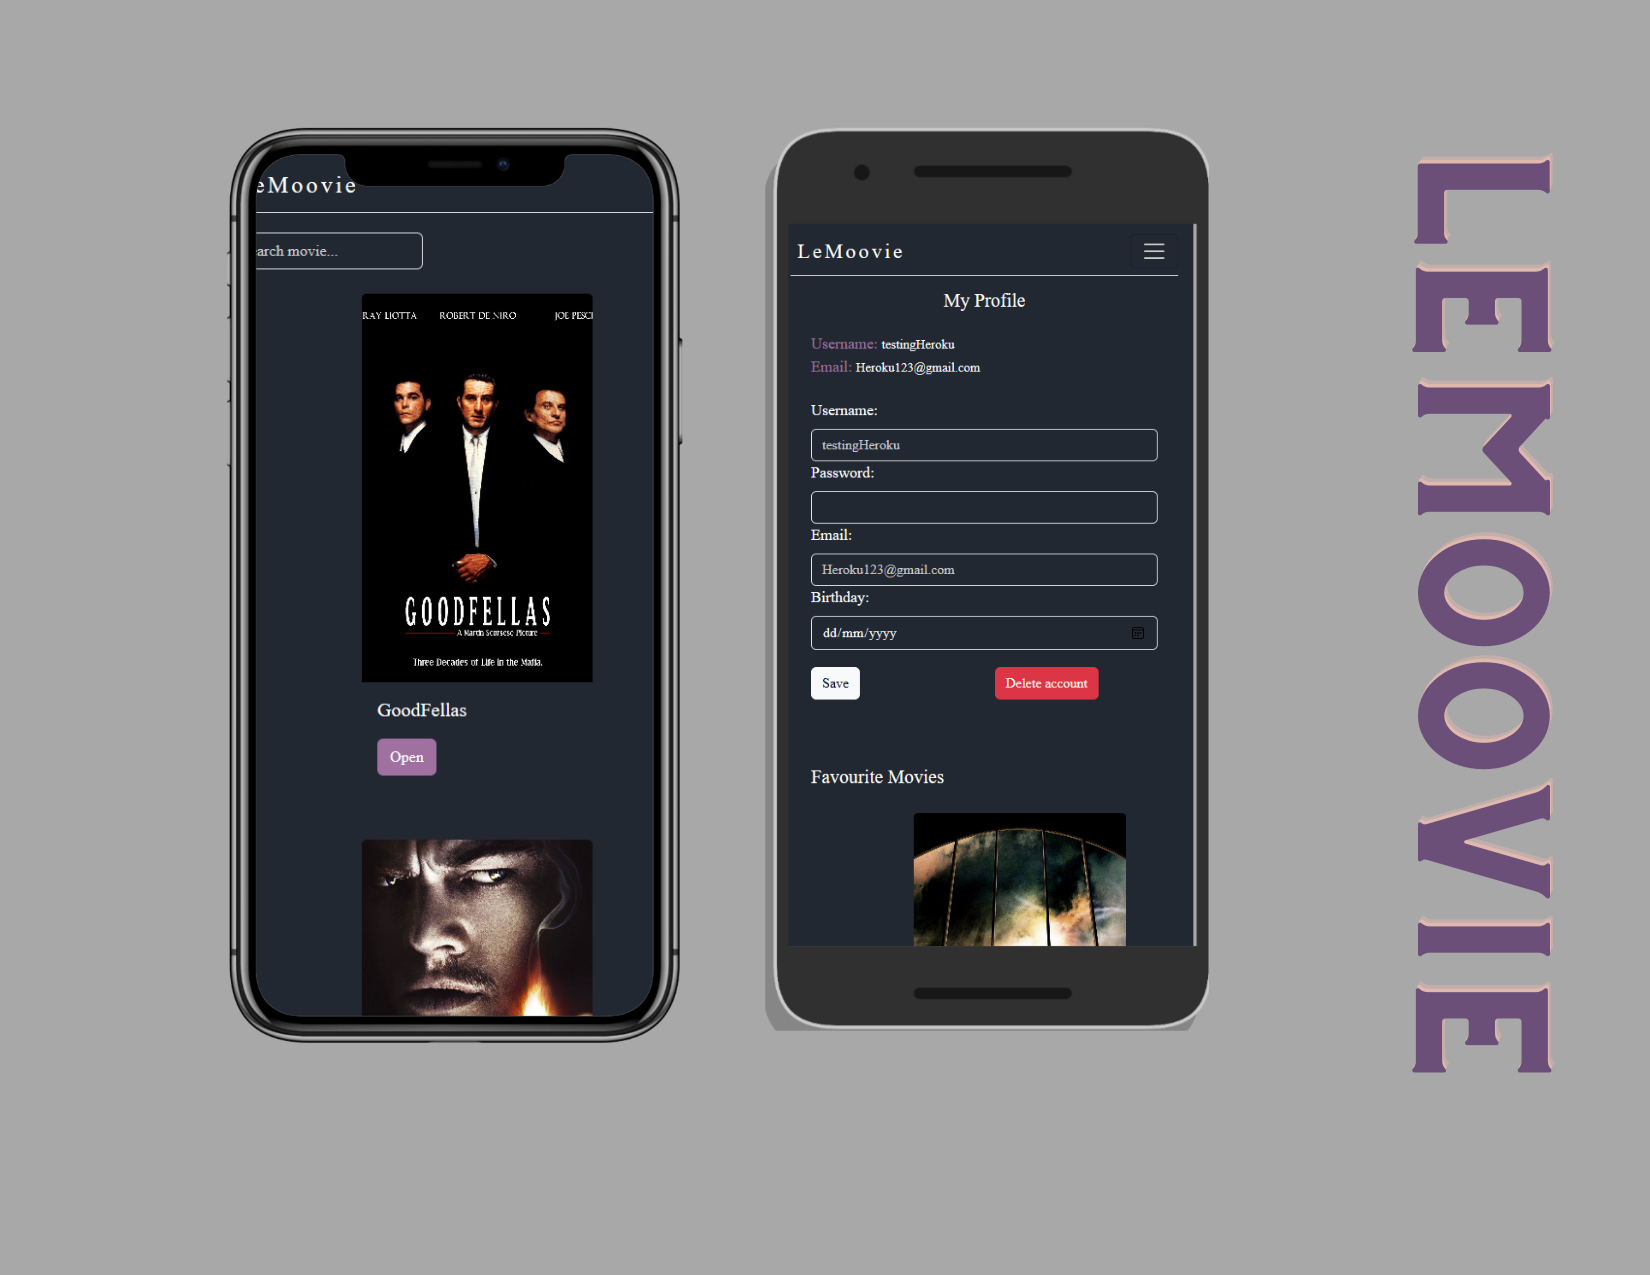 eMoovie
earch movie...
RAY LIOTTA ROBERT DE NIRO JOE PESCI
GOODFELLAS
A Martin Scorsese Picture
Three Decades of Life in the Mafia.
GoodFellas
Open
LeMoovie
My Profile
Username: testingHeroku
Email: Heroku123@gmail.com
Username:
testingHeroku
Password:
Email:
Heroku123@gmail.com
Birthday:
dd/mm/yyyy
Save Delete account
Favourite Movies
LEMOOVIE